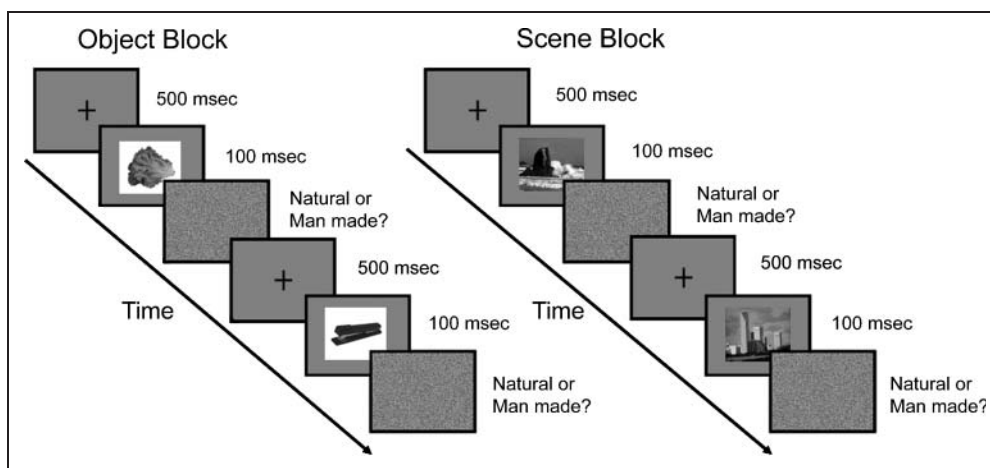 Object Block
500 msec
100 msec
Natural or
Man made?
500 msec
100 msec
Natural or
Man made?
Time
Scene Block
500 msec
100 msec
Natural or
Man made?
500 msec
100 msec
Natural or
Man made?
Time